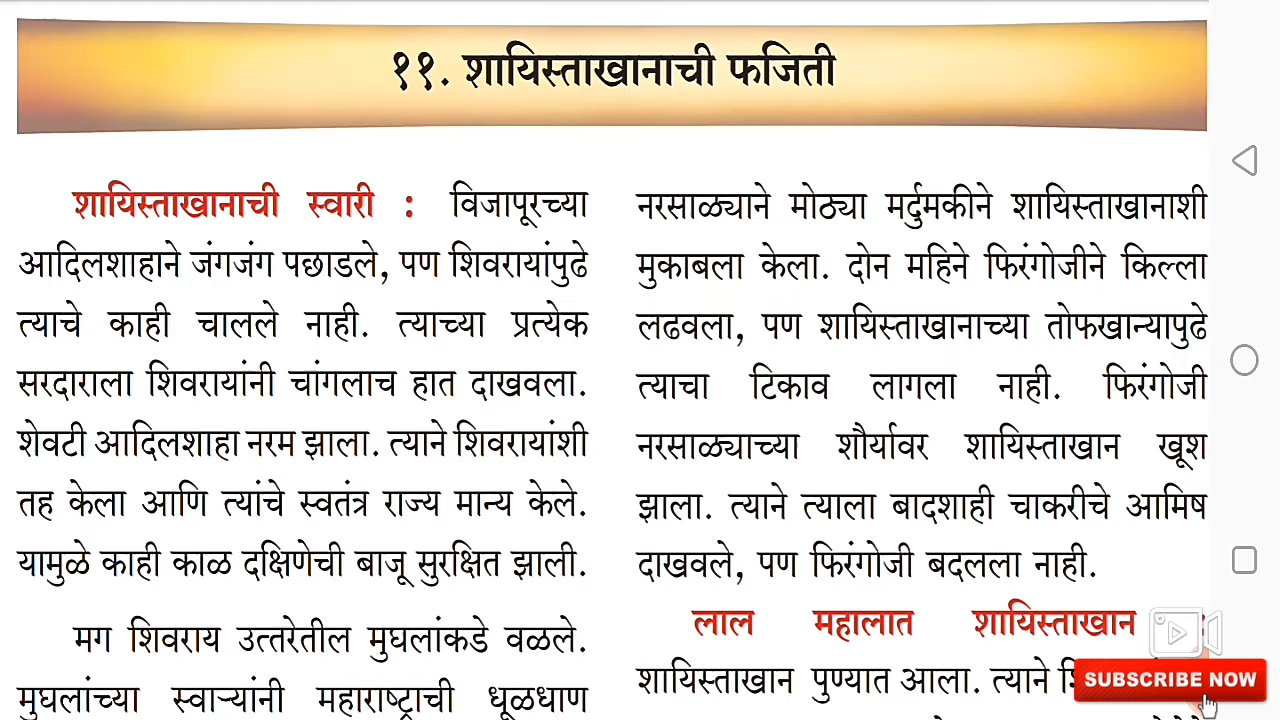 ११. शायिस्ताखानाची फजिती
शायिस्ताखानाची स्वारी : विजापूरच्या
आदिलशाहाने जंगजंग पछाडले, पण शिवरायांपुढे
त्याचे काही चालले नाही. त्याच्या प्रत्येक
सरदाराला शिवरायांनी चांगलाच हात दाखवला.
शेवटी आदिलशाहा नरम झाला. त्याने शिवरायांशी
तह केला आणि त्यांचे स्वतंत्र राज्य मान्य केले.
यामुळे काही काळ दक्षिणेची बाजू सुरक्षित झाली.
मग शिवराय उत्तरेतील मुघलांकडे वळले.
मुघलांच्या स्वाऱ्यांनी महाराष्ट्राची धूळधाण
नरसाळ्याने मोठ्या मर्दुमकीने शायिस्ताखानाशी
मुकाबला केला. दोन महिने फिरंगोजीने किल्ला
लढवला, पण शायिस्ताखानाच्या तोफखान्यापुढे
त्याचा टिकाव लागला नाही. फिरंगोजी
नरसाळ्याच्या शौर्यावर शायिस्ताखान खूश
झाला. त्याने त्याला बादशाही चाकरीचे आमिष
दाखवले, पण फिरंगोजी बदलला नाही.
लाल महालात शायिस्ताखान :
शायिस्ताखान पुण्यात आला. त्याने
SUBSCRIBE NOW